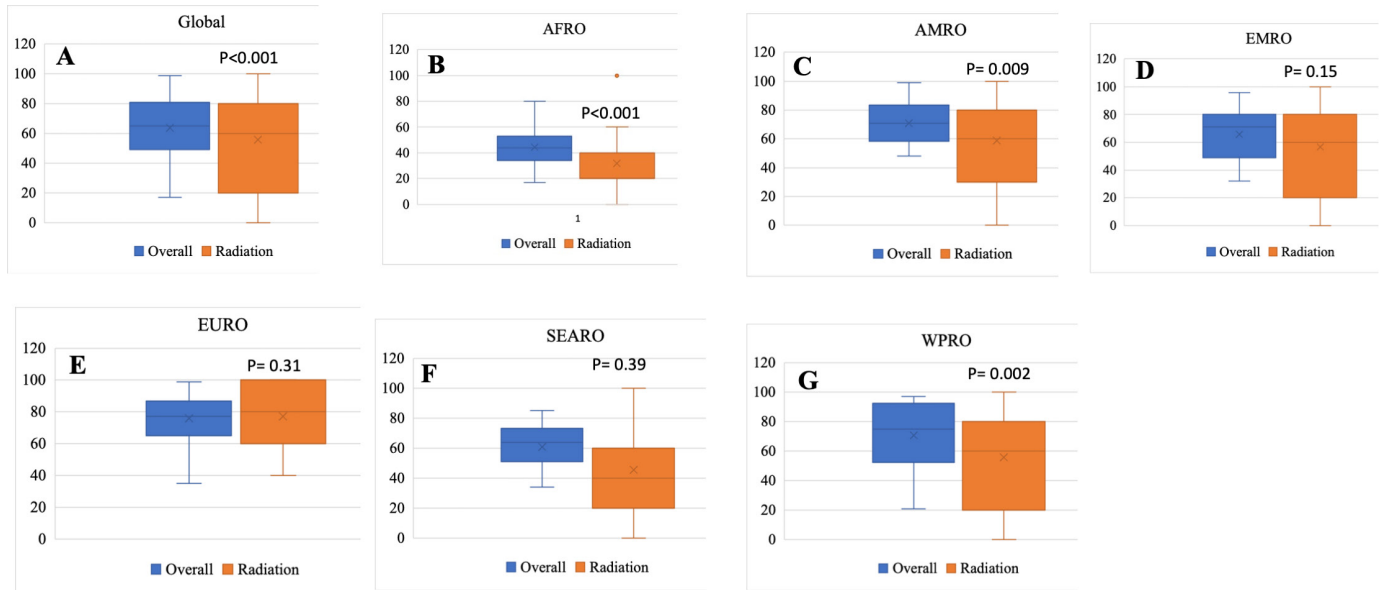 Global
A
P<0.001
120
100
80
60
40
20
0
Overall Radiation
AFRO
B
P<0.001
120
100
80
60
40
20
0
1
Overall Radiation
AMRO
C
P= 0.009
120
100
80
60
40
20
0
Overall Radiation
EMRO
D
P= 0.15
120
100
80
60
40
20
0
Overall Radiation
EURO
E
P= 0.31
120
100
80
60
40
20
0
Overall Radiation
SEARO
F
P= 0.39
120
100
80
60
40
20
0
Overall Radiation
WPRO
G
P= 0.002
120
100
80
60
40
20
0
Overall Radiation